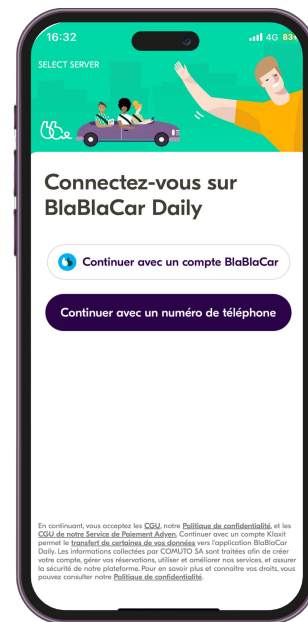 16:32
4G 83+
SELECT SERVER
Connectez-vous sur
BlaBlaCar Daily
Continuer avec un compte BlaBlaCar
Continuer avec un numéro de téléphone
En continuant, vous acceptez les CGU, notre Politique de confidentialité, et les
CGU de notre Service de Paiement Adyen. Continuer avec un compte Klaxit
permet le transfert de certaines de vos données vers l'application BlaBlaCar
Daily. Les informations collectées par COMUTO SA sont traitées afin de créer
votre compte, gérer vos réservations, utiliser et améliorer nos services, et assurer
la sécurité de notre plateforme. Pour en savoir plus et connaître vos droits, vous
pouvez consulter notre Politique de confidentialité.